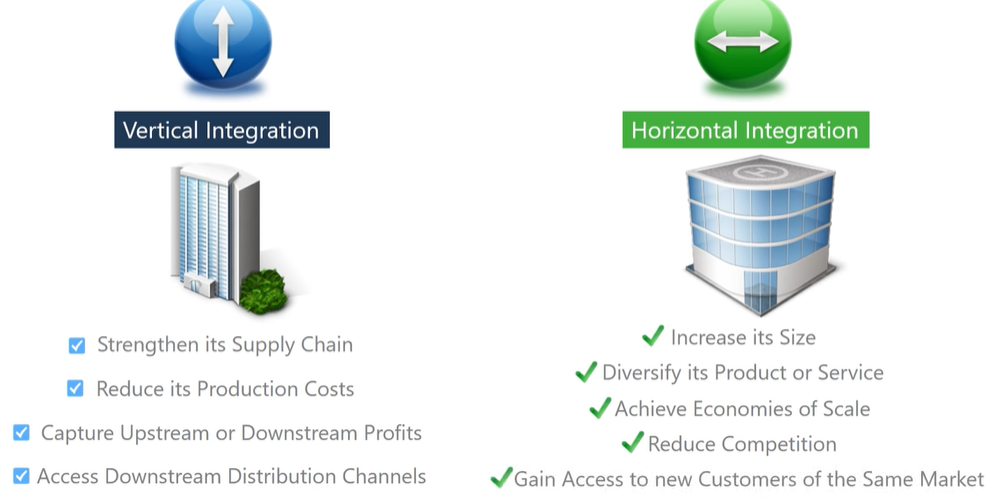 Vertical Integration
Strengthen its Supply Chain
Reduce its Production Costs
Capture Upstream or Downstream Profits
Access Downstream Distribution Channels
Horizontal Integration
H
Increase its Size
Diversify its Product or Service
Achieve Economies of Scale
Reduce Competition
Gain Access to new Customers of the Same Market